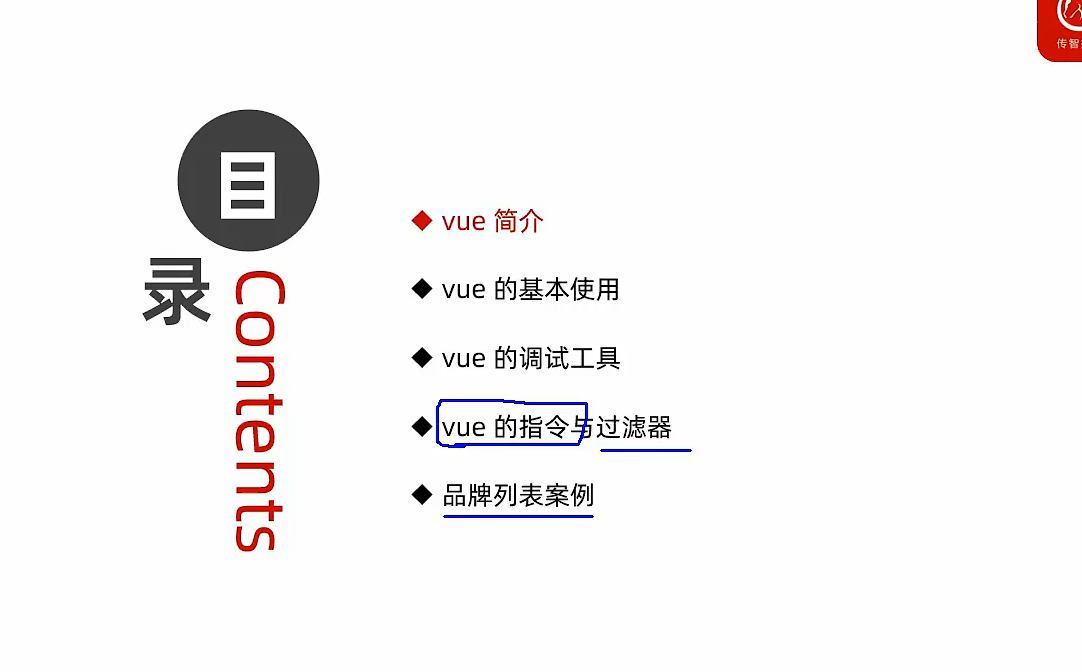 目
录
Contents
vue 简介
vue 的基本使用
vue 的调试工具
vue 的指令与过滤器
品牌列表案例
传智